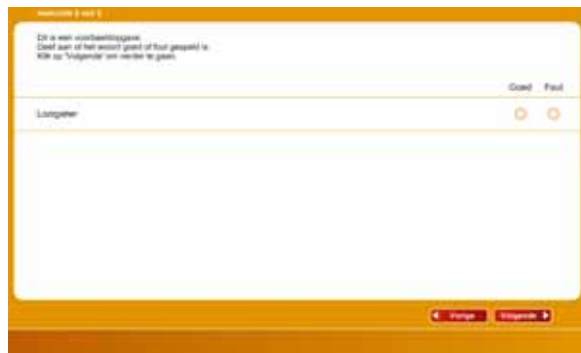 Dit is een voorbeeldopgave.
Geef aan of het woord goed of fout gespeld is.
Klik op 'Volgende' om verder te gaan.
Goed Fout
Vorige Volgende